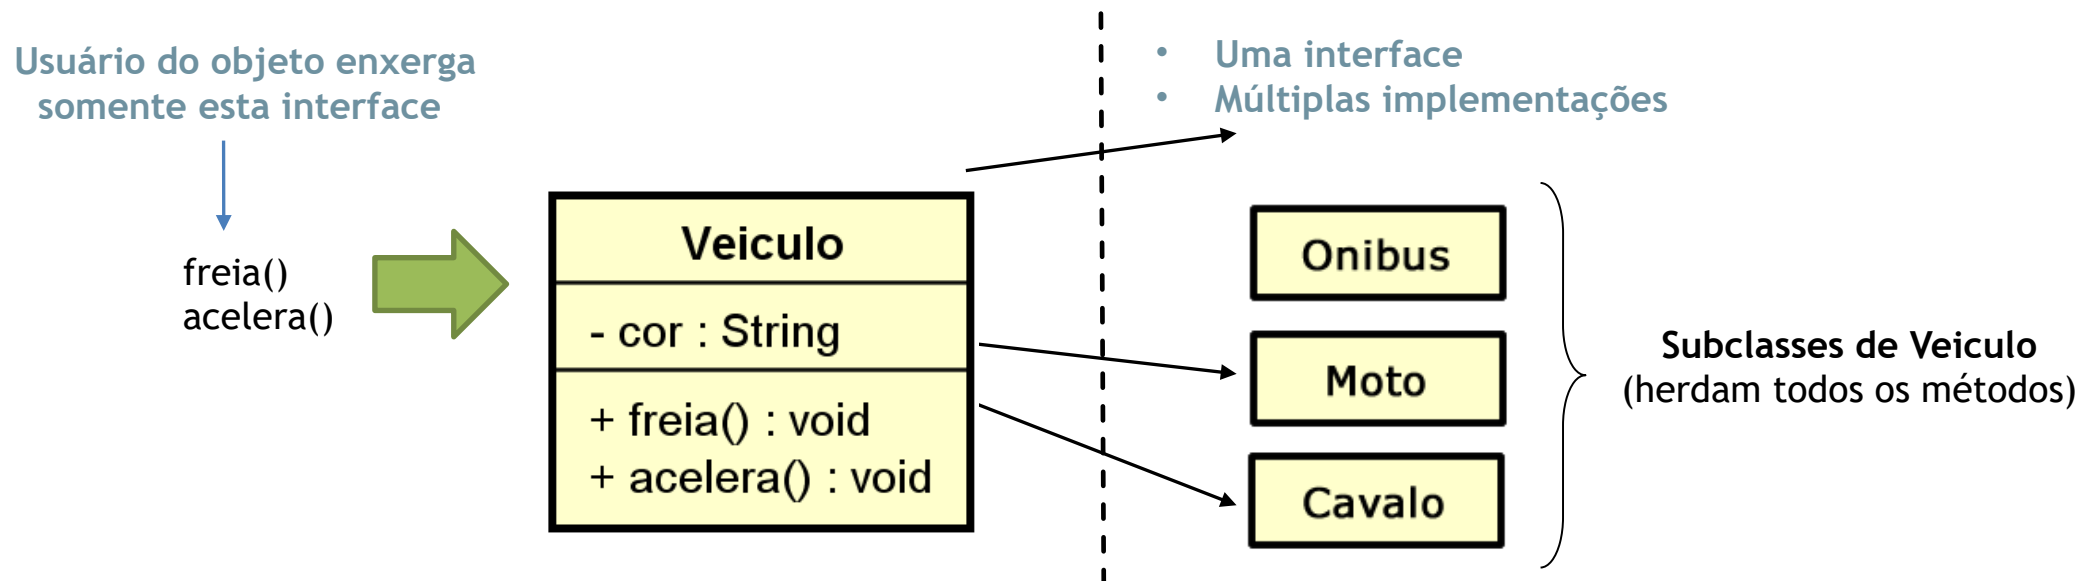 Usuário do objeto enxerga
somente esta interface
freia()
acelera()
Veiculo
- cor : String
+ freia() : void
+ acelera() : void
• Uma interface
• Múltiplas implementações
Onibus
Moto
Cavalo
Subclasses de Veiculo
(herdam todos os métodos)